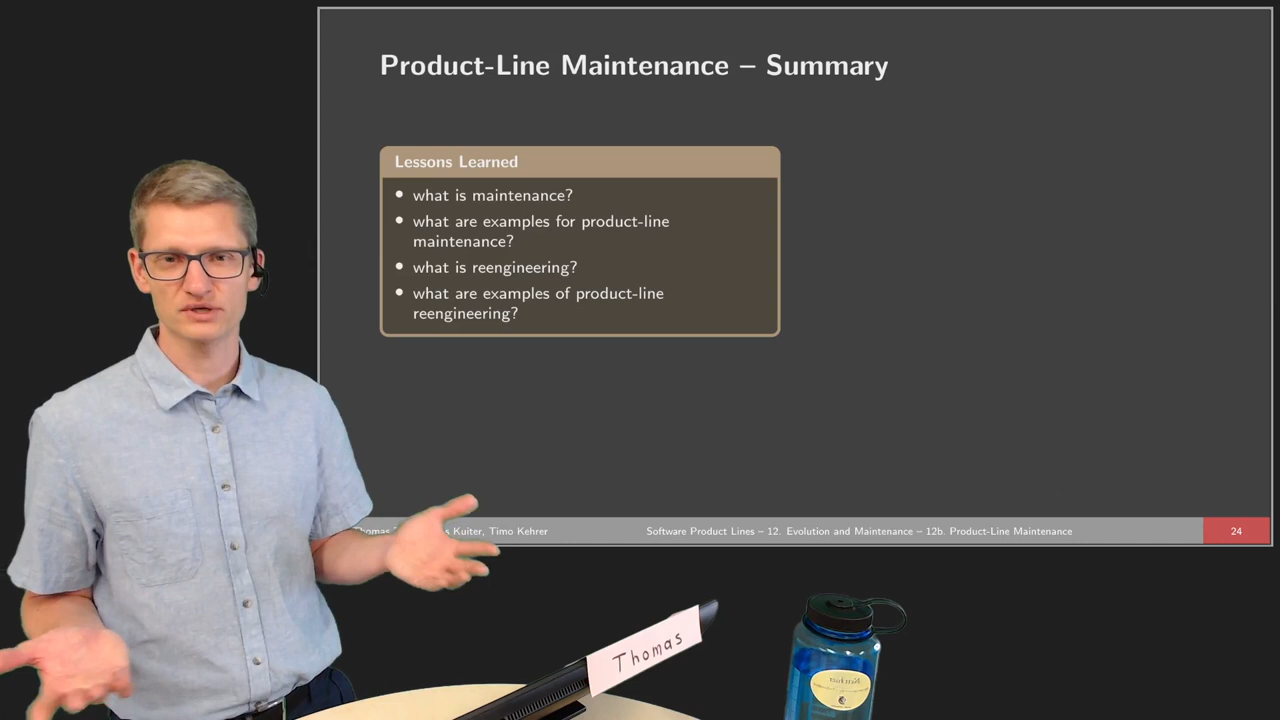 Product-Line Maintenance – Summary
Lessons Learned
• what is maintenance?
• what are examples for product-line
maintenance?
• what is reengineering?
• what are examples of product-line
reengineering?
Thomas
Kuiter, Timo Kehrer
Software Product Lines – 12. Evolution and Maintenance – 12b. Product-Line Maintenance
24
Thomas